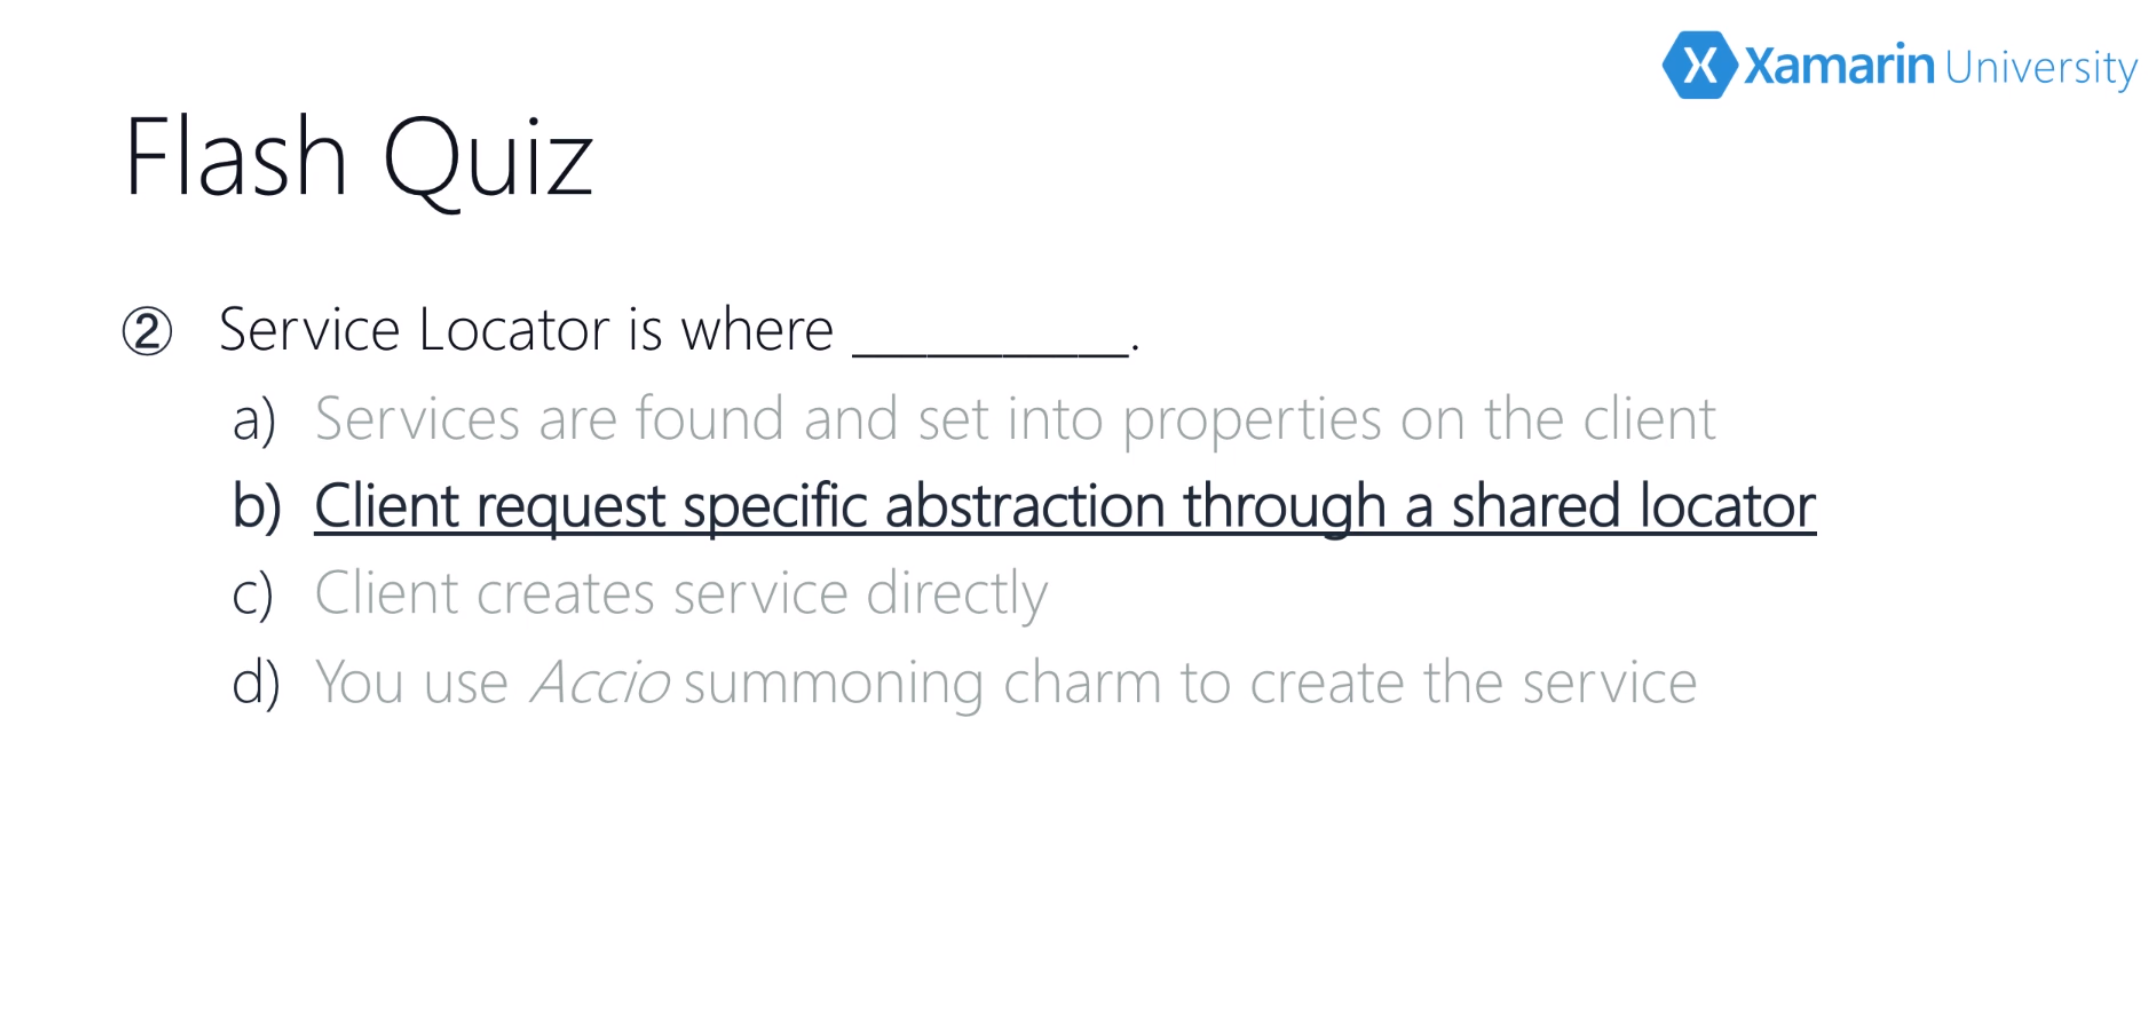 Xamarin University
Flash Quiz
② Service Locator is where __________.
a) Services are found and set into properties on the client
b) Client request specific abstraction through a shared locator
c) Client creates service directly
d) You use Accio summoning charm to create the service